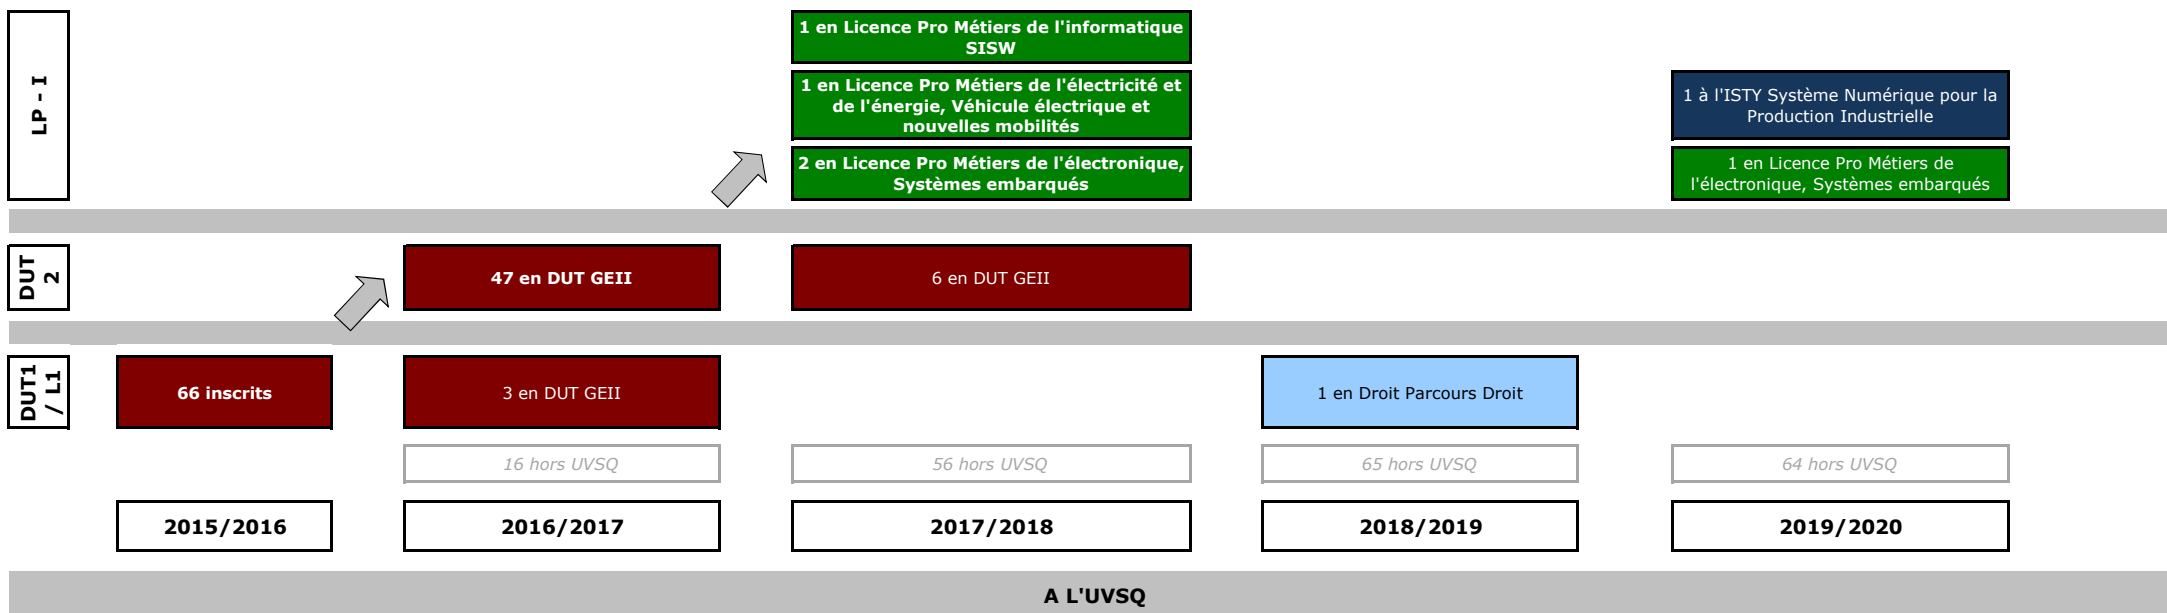 LP - I
1 en Licence Pro Métiers de l'informatique
SISW
1 en Licence Pro Métiers de l'électricité et
de l'énergie, Véhicule électrique et
nouvelles mobilités
2 en Licence Pro Métiers de l'électronique,
Systèmes embarqués
1 à l'ISTY Système Numérique pour la
Production Industrielle
1 en Licence Pro Métiers de
l'électronique, Systèmes embarqués
DUT
2
47 en DUT GEII
6 en DUT GEII
DUT1
/ L1
66 inscrits
3 en DUT GEII
1 en Droit Parcours Droit
16 hors UVSQ
56 hors UVSQ
65 hors UVSQ
64 hors UVSQ
2015/2016
2016/2017
2017/2018
2018/2019
2019/2020
A L'UVSQ